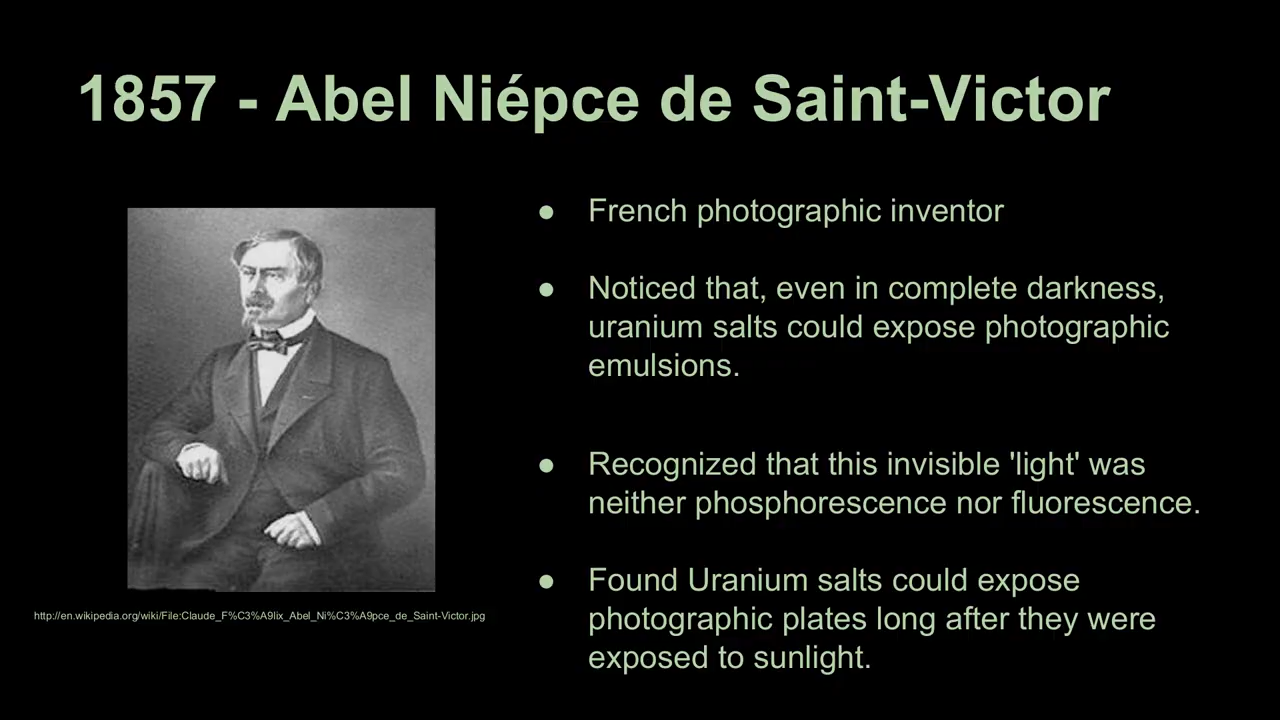 1857 - Abel Niépce de Saint-Victor
● French photographic inventor
● Noticed that, even in complete darkness,
uranium salts could expose photographic
emulsions.
● Recognized that this invisible 'light' was
neither phosphorescence nor fluorescence.
● Found Uranium salts could expose
photographic plates long after they were
exposed to sunlight.
http://en.wikipedia.org/wiki/File:Claude_F%C3%A9lix_Abel_Ni%C3%A9pce_de_Saint-Victor.jpg